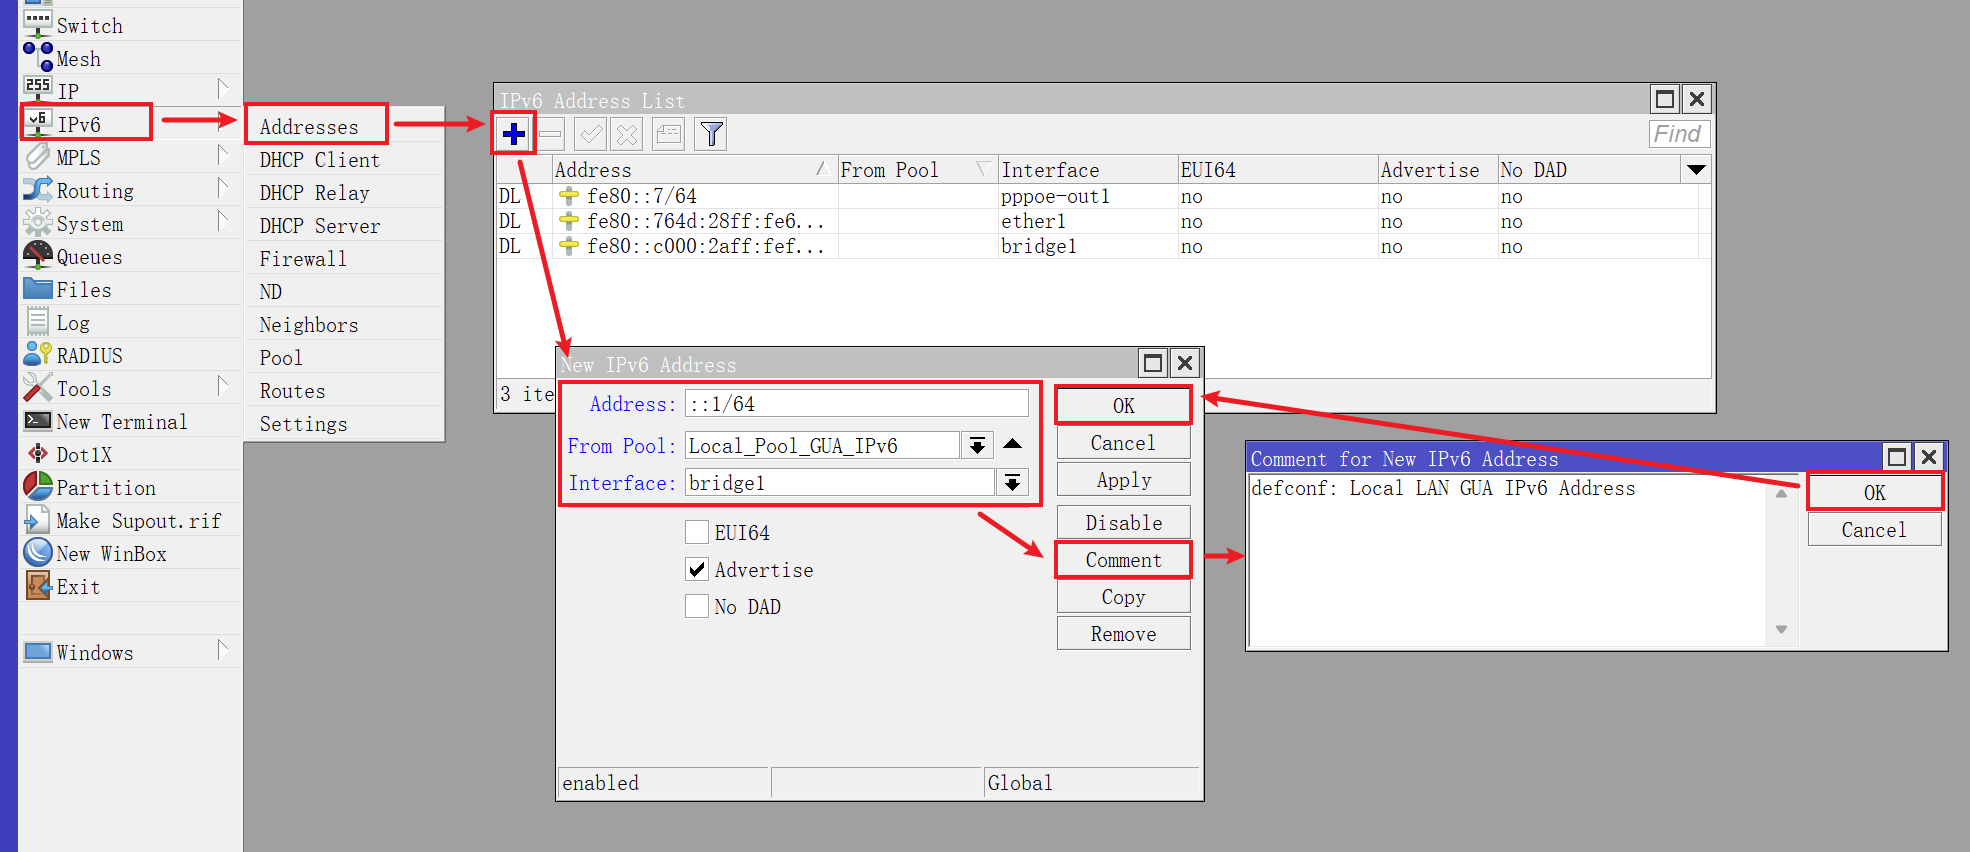 Switch
Mesh
255
IP
v6
IPv6
MPLS
Routing
System
Queues
Files
Log
RADIUS
Tools
New Terminal
Dot1X
Partition
Make Supout.rif
New WinBox
Exit
Windows
Addresses
DHCP Client
DHCP Relay
DHCP Server
Firewall
ND
Neighbors
Pool
Routes
Settings
IPv6 Address List
Find
Address From Pool Interface EUI64 Advertise No DAD
DL fe80::7/64 pppoe-out1 no no no
DL fe80::764d:28ff:fe6... ether1 no no no
DL fe80::c000:2aff:fef... bridge1 no no no
3 ite
New IPv6 Address
Address: ::1/64
From Pool: Local_Pool_GUA_IPv6
Interface: bridge1
EUI64
Advertise
No DAD
OK
Cancel
Apply
Disable
Comment
Copy
Remove
enabled
Global
Comment for New IPv6 Address
defconf: Local LAN GUA IPv6 Address
OK
Cancel